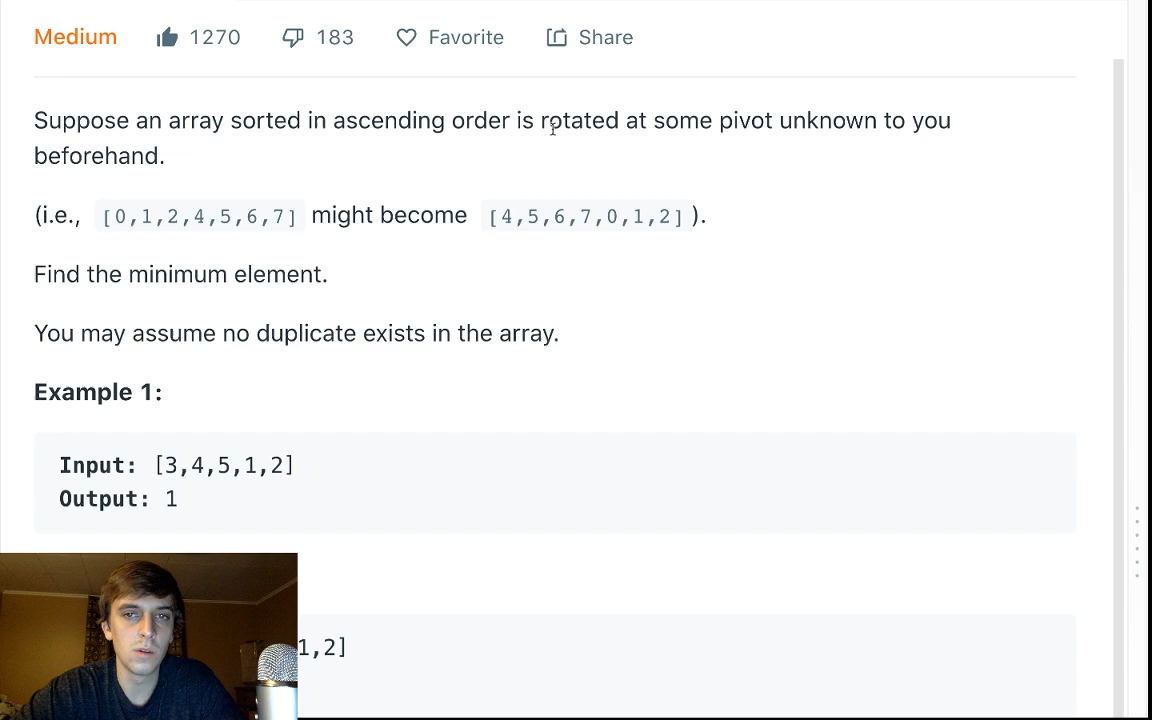 Medium 1270 183 Favorite Share
Suppose an array sorted in ascending order is rotated at some pivot unknown to you
beforehand.
(i.e., [0,1,2,4,5,6,7] might become [4,5,6,7,0,1,2] ).
Find the minimum element.
You may assume no duplicate exists in the array.
Example 1:
Input: [3,4,5,1,2]
Output: 1
1,2]